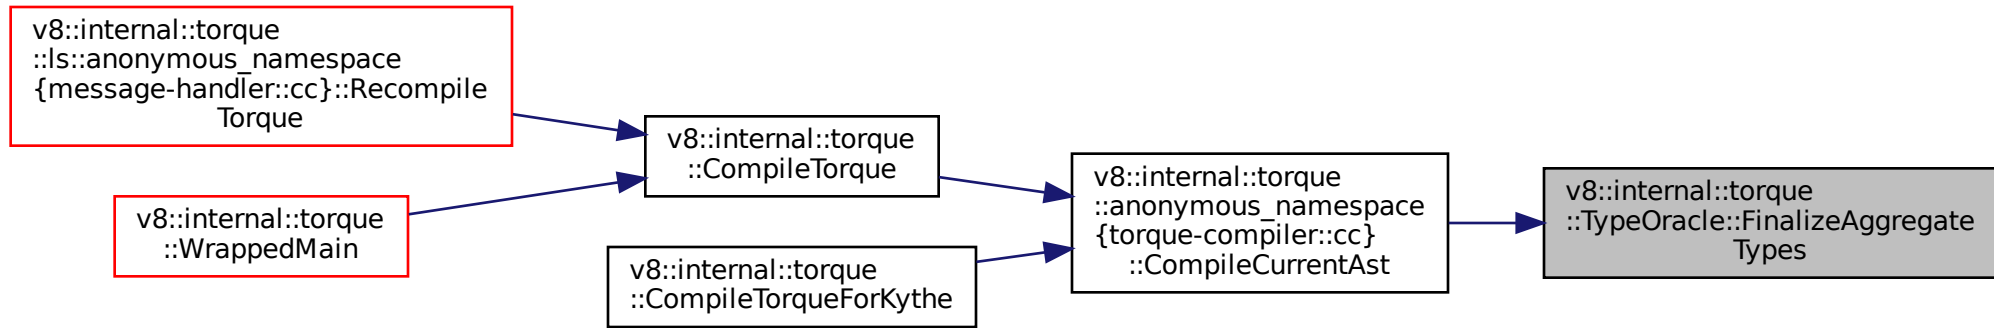 v8::internal::torque
::ls::anonymous_namespace
{message-handler::cc}::Recompile
Torque
v8::internal::torque
::WrappedMain
v8::internal::torque
::CompileTorque
v8::internal::torque
::CompileTorqueForKythe
v8::internal::torque
::anonymous_namespace
{torque-compiler::cc}
::CompileCurrentAst
v8::internal::torque
::TypeOracle::FinalizeAggregate
Types